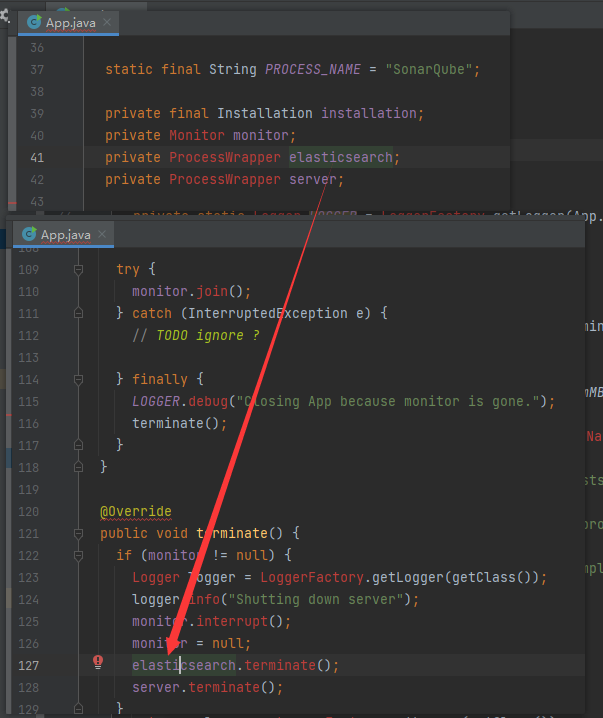 App.java
36
37 static final String PROCESS_NAME = "SonarQube";
38
39 private final Installation installation;
40 private Monitor monitor;
41 private ProcessWrapper elasticsearch;
42 private ProcessWrapper server;
43
App.java
109 try {
110 monitor.join();
111 } catch (InterruptedException e) {
112 // TODO ignore ?
113
114 } finally {
115 LOGGER.debug("Closing App because monitor is gone.");
116 terminate();
117 }
118 }
119
120 @Override
121 public void terminate() {
122 if (monitor != null) {
123 Logger logger = LoggerFactory.getLogger(getClass());
124 logger.info("Shutting down server");
125 monitor.interrupt();
126 monitor = null;
127 elasticsearch.terminate();
128 server.terminate();
129 }